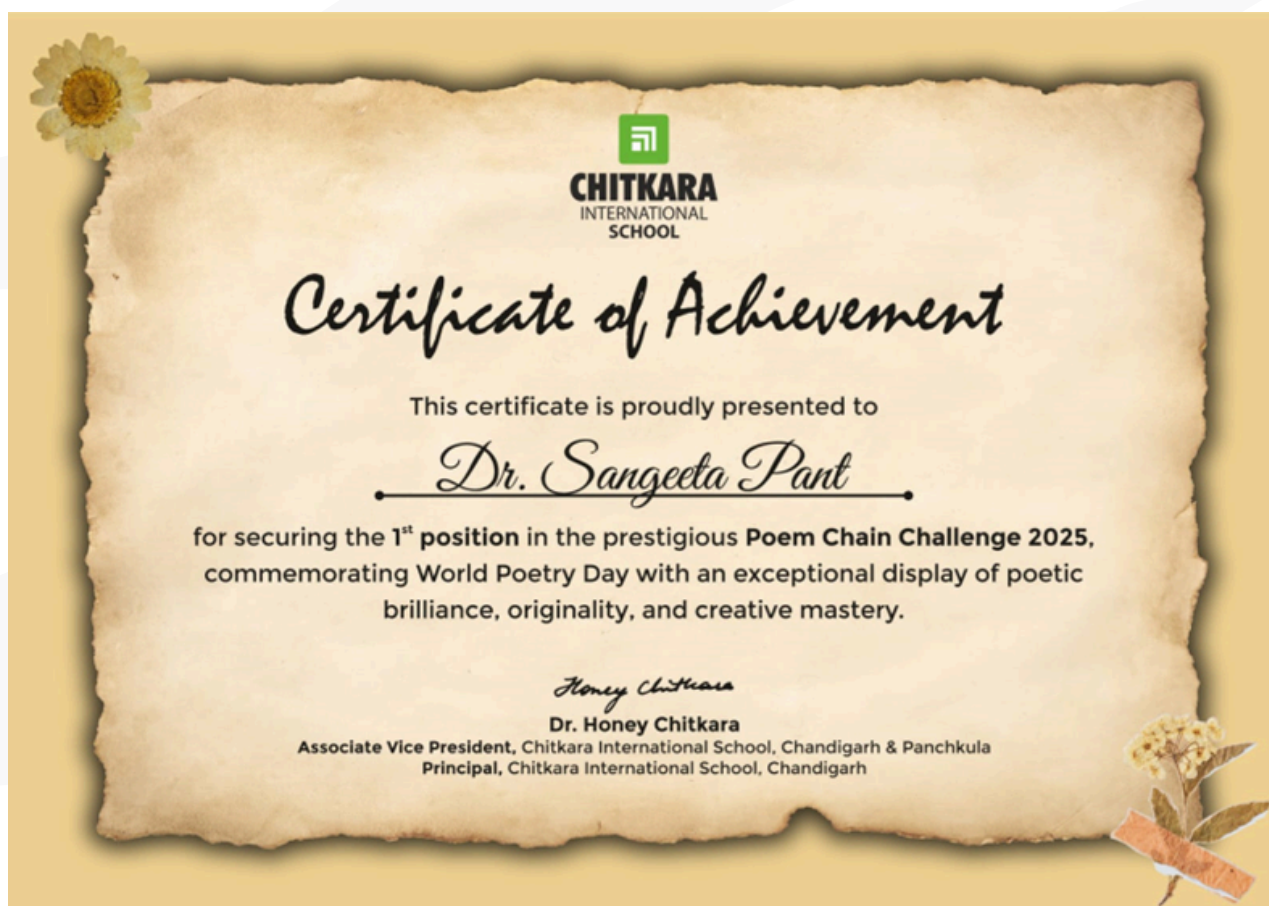 CHITKARA
INTERNATIONAL
SCHOOL
Certificate of Achievement
This certificate is proudly presented to
Dr. Sangeeta Pant
for securing the 1st position in the prestigious Poem Chain Challenge 2025,
commemorating World Poetry Day with an exceptional display of poetic
brilliance, originality, and creative mastery.
Honey Chitkara
Dr. Honey Chitkara
Associate Vice President, Chitkara International School, Chandigarh & Panchkula
Principal, Chitkara International School, Chandigarh